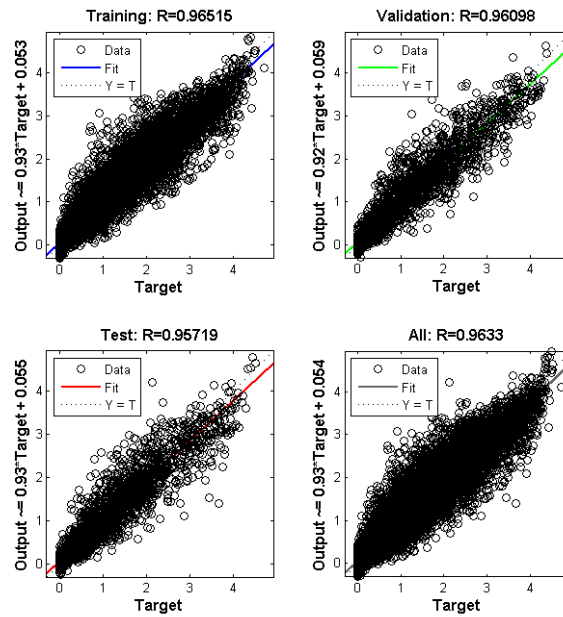 Training: R=0.96515
Output ~= 0.93*Target + 0.053
4
3
2
1
0
Data
Fit
Y = T
0 1 2 3 4
Target
Validation: R=0.96098
Output ~= 0.92*Target + 0.059
4
3
2
1
0
Data
Fit
Y = T
0 1 2 3 4
Target
Test: R=0.95719
Output ~= 0.93*Target + 0.055
4
3
2
1
0
Data
Fit
Y = T
0 1 2 3 4
Target
All: R=0.9633
Output ~= 0.93*Target + 0.054
4
3
2
1
0
Data
Fit
Y = T
0 1 2 3 4
Target